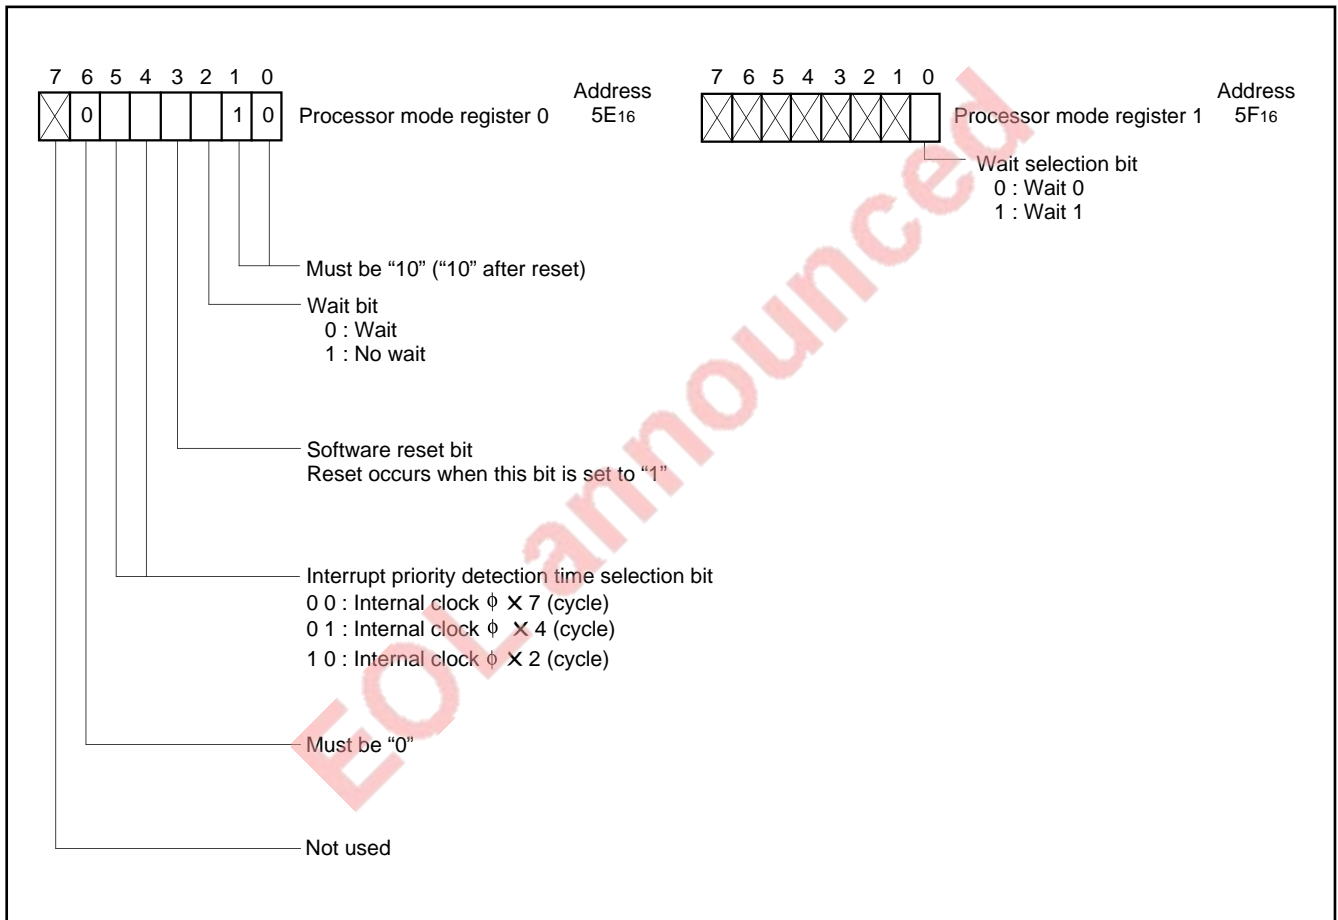 7 6 5 4 3 2 1 0
0 1 0
Processor mode register 0
Address
5E16
Must be “10” (“10” after reset)
Wait bit
0 : Wait
1 : No wait
Software reset bit
Reset occurs when this bit is set to “1”
Interrupt priority detection time selection bit
0 0 : Internal clock ϕ × 7 (cycle)
0 1 : Internal clock ϕ × 4 (cycle)
1 0 : Internal clock ϕ × 2 (cycle)
Must be “0”
Not used
7 6 5 4 3 2 1 0
Processor mode register 1
Address
5F16
Wait selection bit
0 : Wait 0
1 : Wait 1
EOL announced